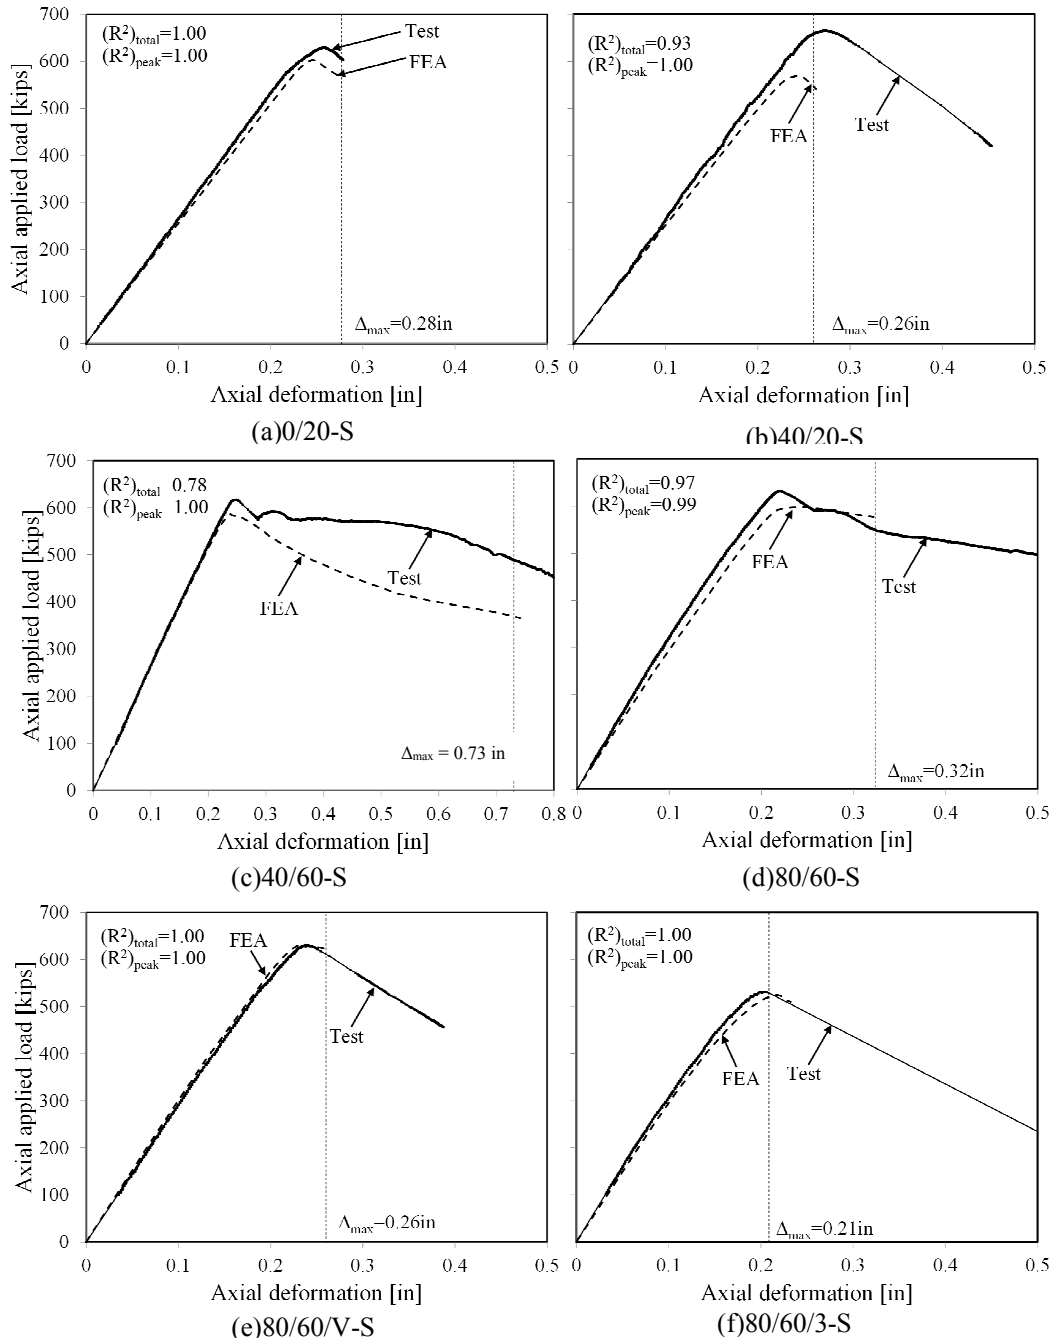 700
600
500
400
300
200
100
0
Axial applied load [kips]
(R²)total=1.00
(R²)peak=1.00
Test
FEA
Δmax=0.28in
0 0.1 0.2 0.3 0.4 0.5
Axial deformation [in]
(a)0/20-S
(R²)total=0.93
(R²)peak=1.00
FEA
Test
Δmax=0.26in
0 0.1 0.2 0.3 0.4 0.5
Axial deformation [in]
(b)40/20-S
700
600
500
400
300
200
100
0
Axial applied load [kips]
(R²)total 0.78
(R²)peak 1.00
Test
FEA
Δmax = 0.73 in
0 0.1 0.2 0.3 0.4 0.5 0.6 0.7 0.8
Axial deformation [in]
(c)40/60-S
(R²)total=0.97
(R²)peak=0.99
FEA
Test
Δmax=0.32in
0 0.1 0.2 0.3 0.4 0.5
Axial deformation [in]
(d)80/60-S
700
600
500
400
300
200
100
0
Axial applied load [kips]
(R²)total=1.00
(R²)peak=1.00
FEA
Test
Δmax=0.26in
0 0.1 0.2 0.3 0.4 0.5
Axial deformation [in]
(e)80/60/V-S
(R²)total=1.00
(R²)peak=1.00
FEA
Test
Δmax=0.21in
0 0.1 0.2 0.3 0.4 0.5
Axial deformation [in]
(f)80/60/3-S